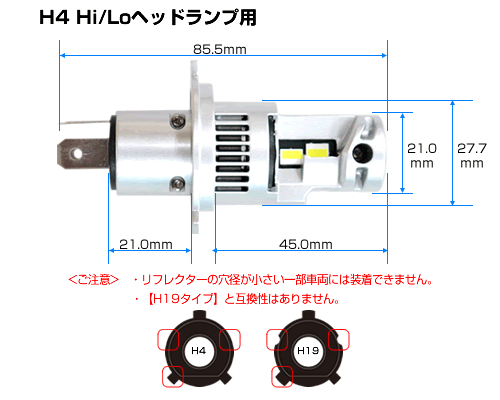 H4 Hi/Loヘッドランプ用
85.5mm
21.0
mm
27.7
mm
21.0mm
45.0mm
＜ご注意＞ ・リフレクターの穴径が小さい一部車両には装着できません。
・【H19タイプ】と互換性はありません。
H4
H19